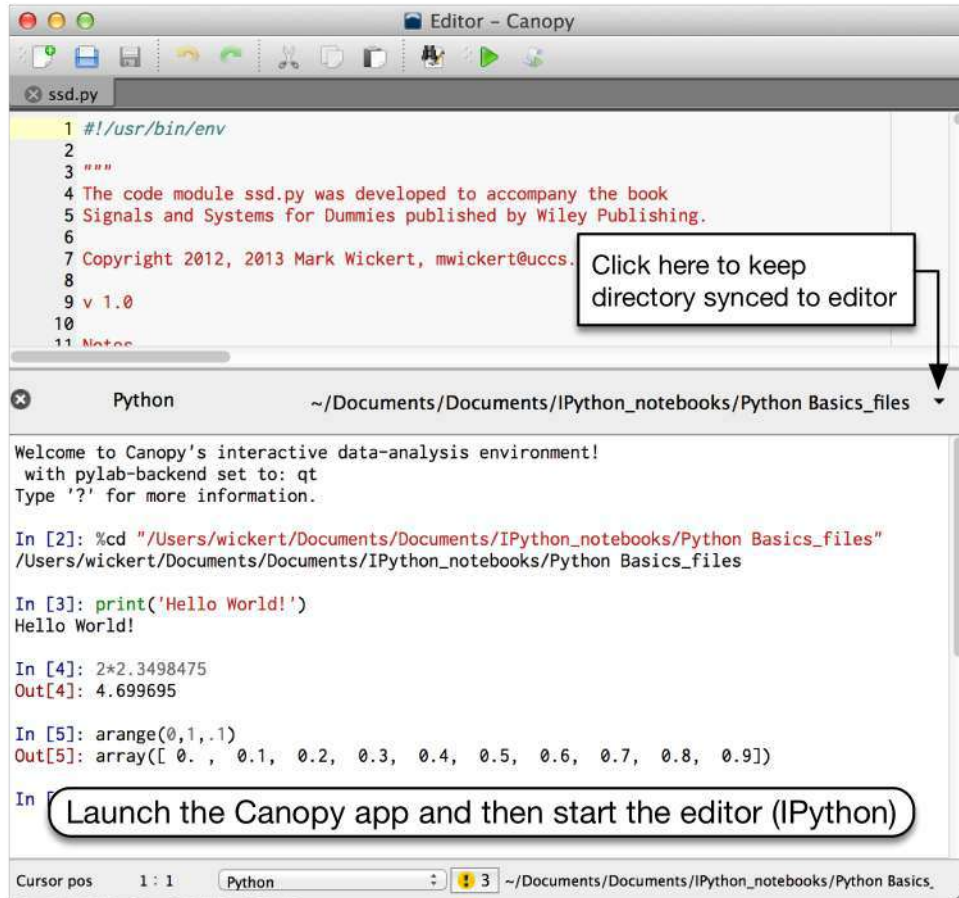 Editor - Canopy
ssd.py
1 #!/usr/bin/env
2
3 """
4 The code module ssd.py was developed to accompany the book
5 Signals and Systems for Dummies published by Wiley Publishing.
6
7 Copyright 2012, 2013 Mark Wickert, mwickert@uccs.
8
9 v 1.0
10
11 Notes
Click here to keep
directory synced to editor
Python ~/Documents/Documents/IPython_notebooks/Python Basics_files
Welcome to Canopy's interactive data-analysis environment!
with pylab-backend set to: qt
Type '?' for more information.
In [2]: %cd "/Users/wickert/Documents/Documents/IPython_notebooks/Python Basics_files"
/Users/wickert/Documents/Documents/IPython_notebooks/Python Basics_files
In [3]: print('Hello World!')
Hello World!
In [4]: 2*2.3498475
Out[4]: 4.699695
In [5]: arange(0,1,.1)
Out[5]: array([ 0. , 0.1, 0.2, 0.3, 0.4, 0.5, 0.6, 0.7, 0.8, 0.9])
In [
Launch the Canopy app and then start the editor (IPython)
Cursor pos 1 : 1 Python 3 ~/Documents/Documents/IPython_notebooks/Python Basics_